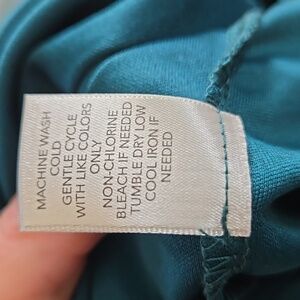 MACHINE WASH
COLD
GENTLE CYCLE
WITH LIKE COLORS
ONLY
NON-CHLORINE
BLEACH IF NEEDED
TUMBLE DRY LOW
COOL IRON IF
NEEDED